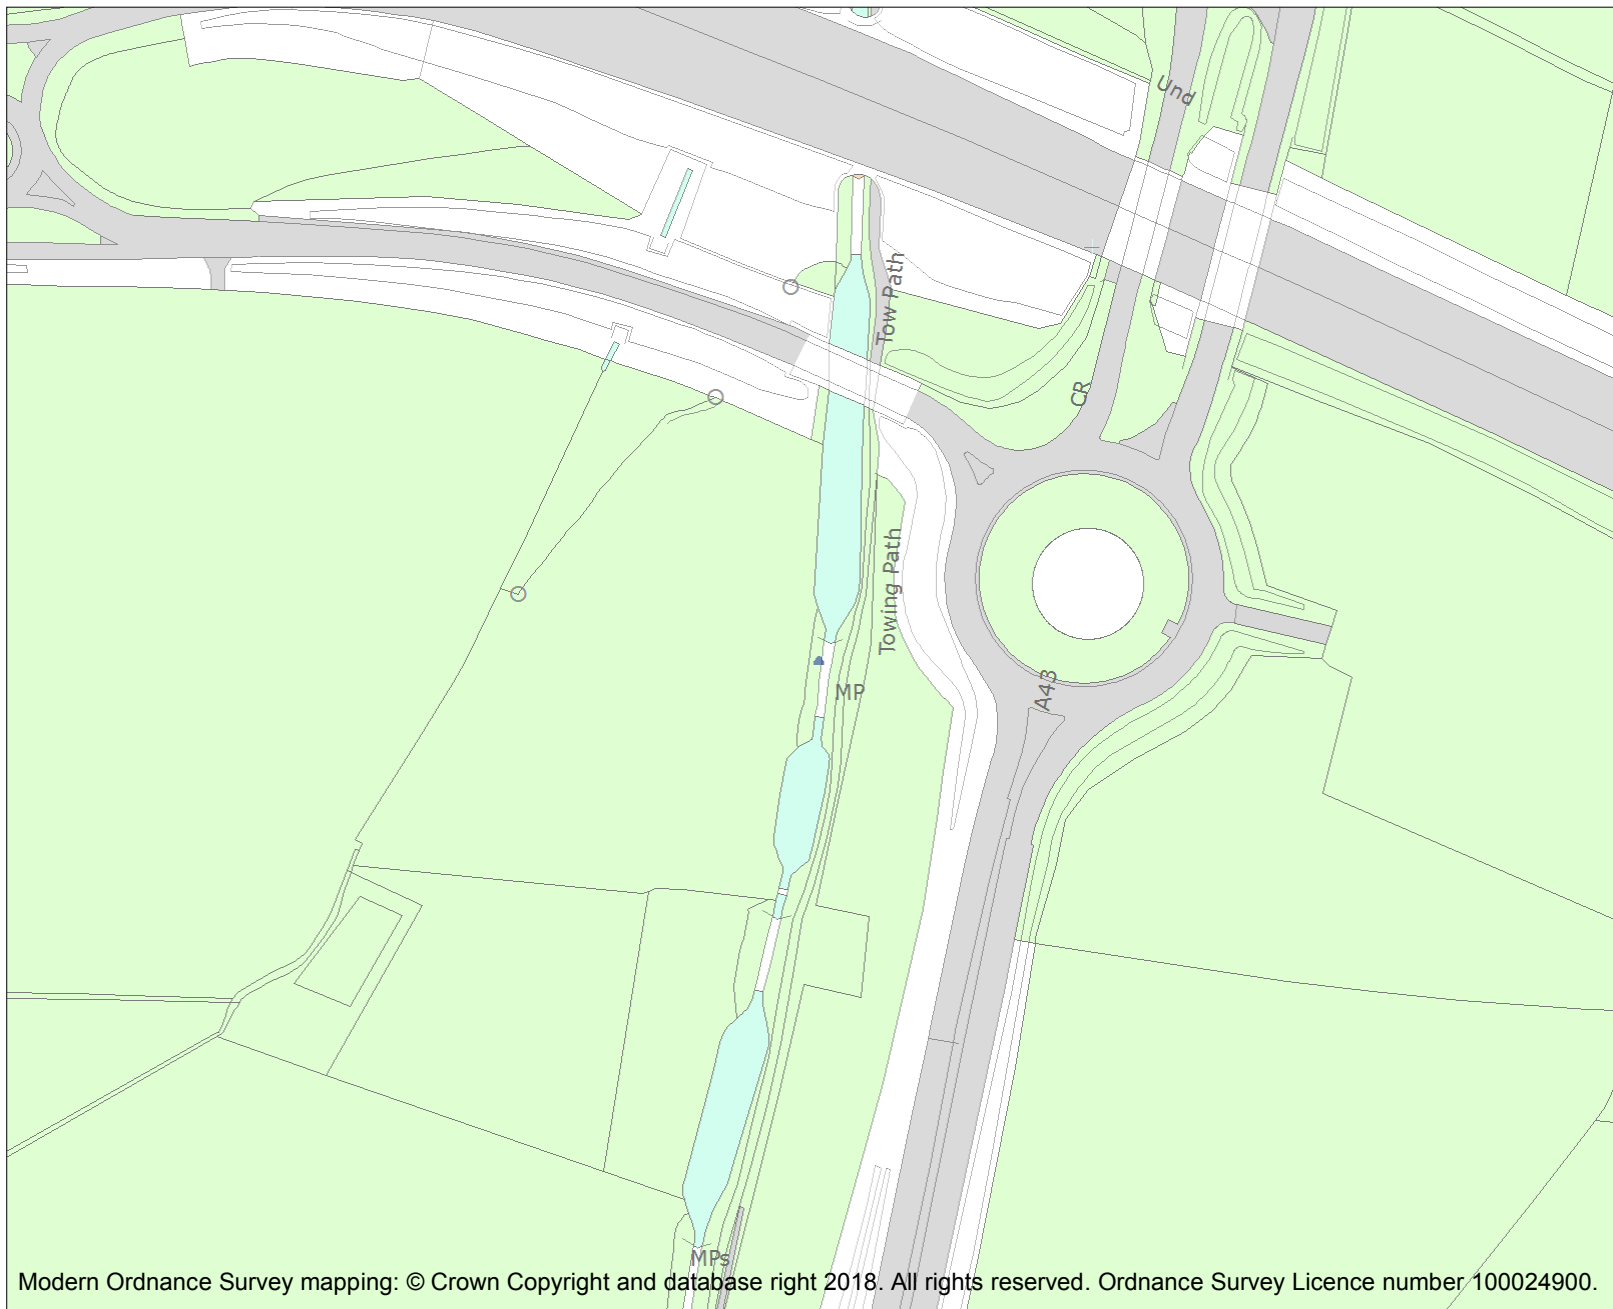 Und
Tow Path
CR
Towing Path
A43
MP
MPs
Modern Ordnance Survey mapping: © Crown Copyright and database right 2018. All rights reserved. Ordnance Survey Licence number 100024900.